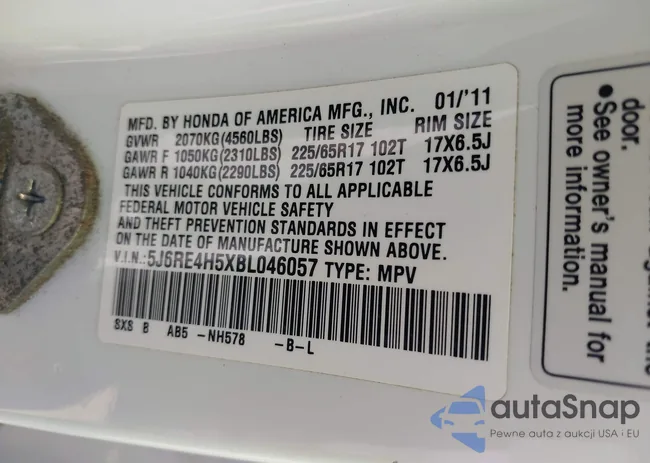 MFD. BY HONDA OF AMERICA MFG., INC. 01/'11
GVWR 2070KG(4560LBS) TIRE SIZE RIM SIZE
GAWR F 1050KG(2310LBS) 225/65R17 102T 17X6.5J
GAWR R 1040KG(2290LBS) 225/65R17 102T 17X6.5J
THIS VEHICLE CONFORMS TO ALL APPLICABLE
FEDERAL MOTOR VEHICLE SAFETY
AND THEFT PREVENTION STANDARDS IN EFFECT
ON THE DATE OF MANUFACTURE SHOWN ABOVE.
V.I.N.: 5J6RE4H5XBL046057 TYPE: MPV
SXS B AB5 -NH578 -B-L
door.
•See owner's manual for
more information.
autaSnap
Pewne auta z aukcji USA i EU